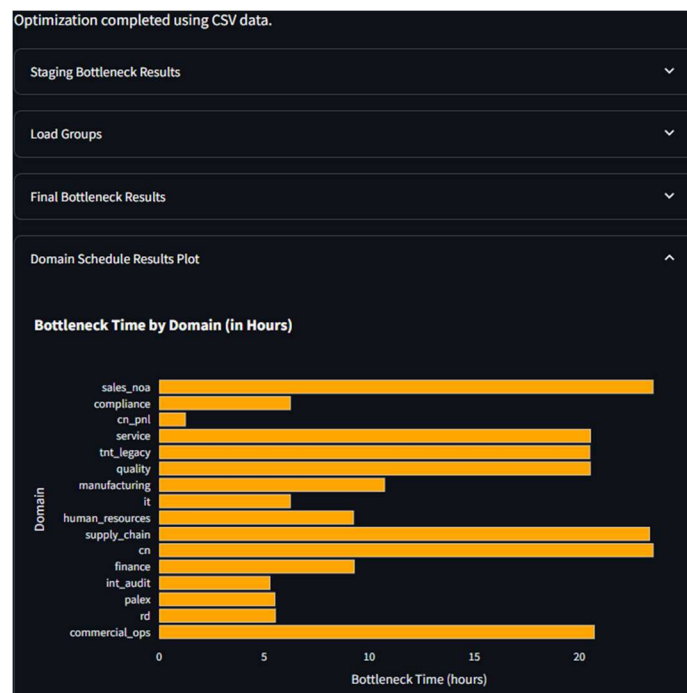 Optimization completed using CSV data.
Staging Bottleneck Results
Load Groups
Final Bottleneck Results
Domain Schedule Results Plot
Bottleneck Time by Domain (in Hours)
sales_noa
compliance
cn_pnl
service
tnt_legacy
quality
manufacturing
it
human_resources
supply_chain
cn
finance
int_audit
palex
rd
commercial_ops
Domain
0 5 10 15 20
Bottleneck Time (hours)